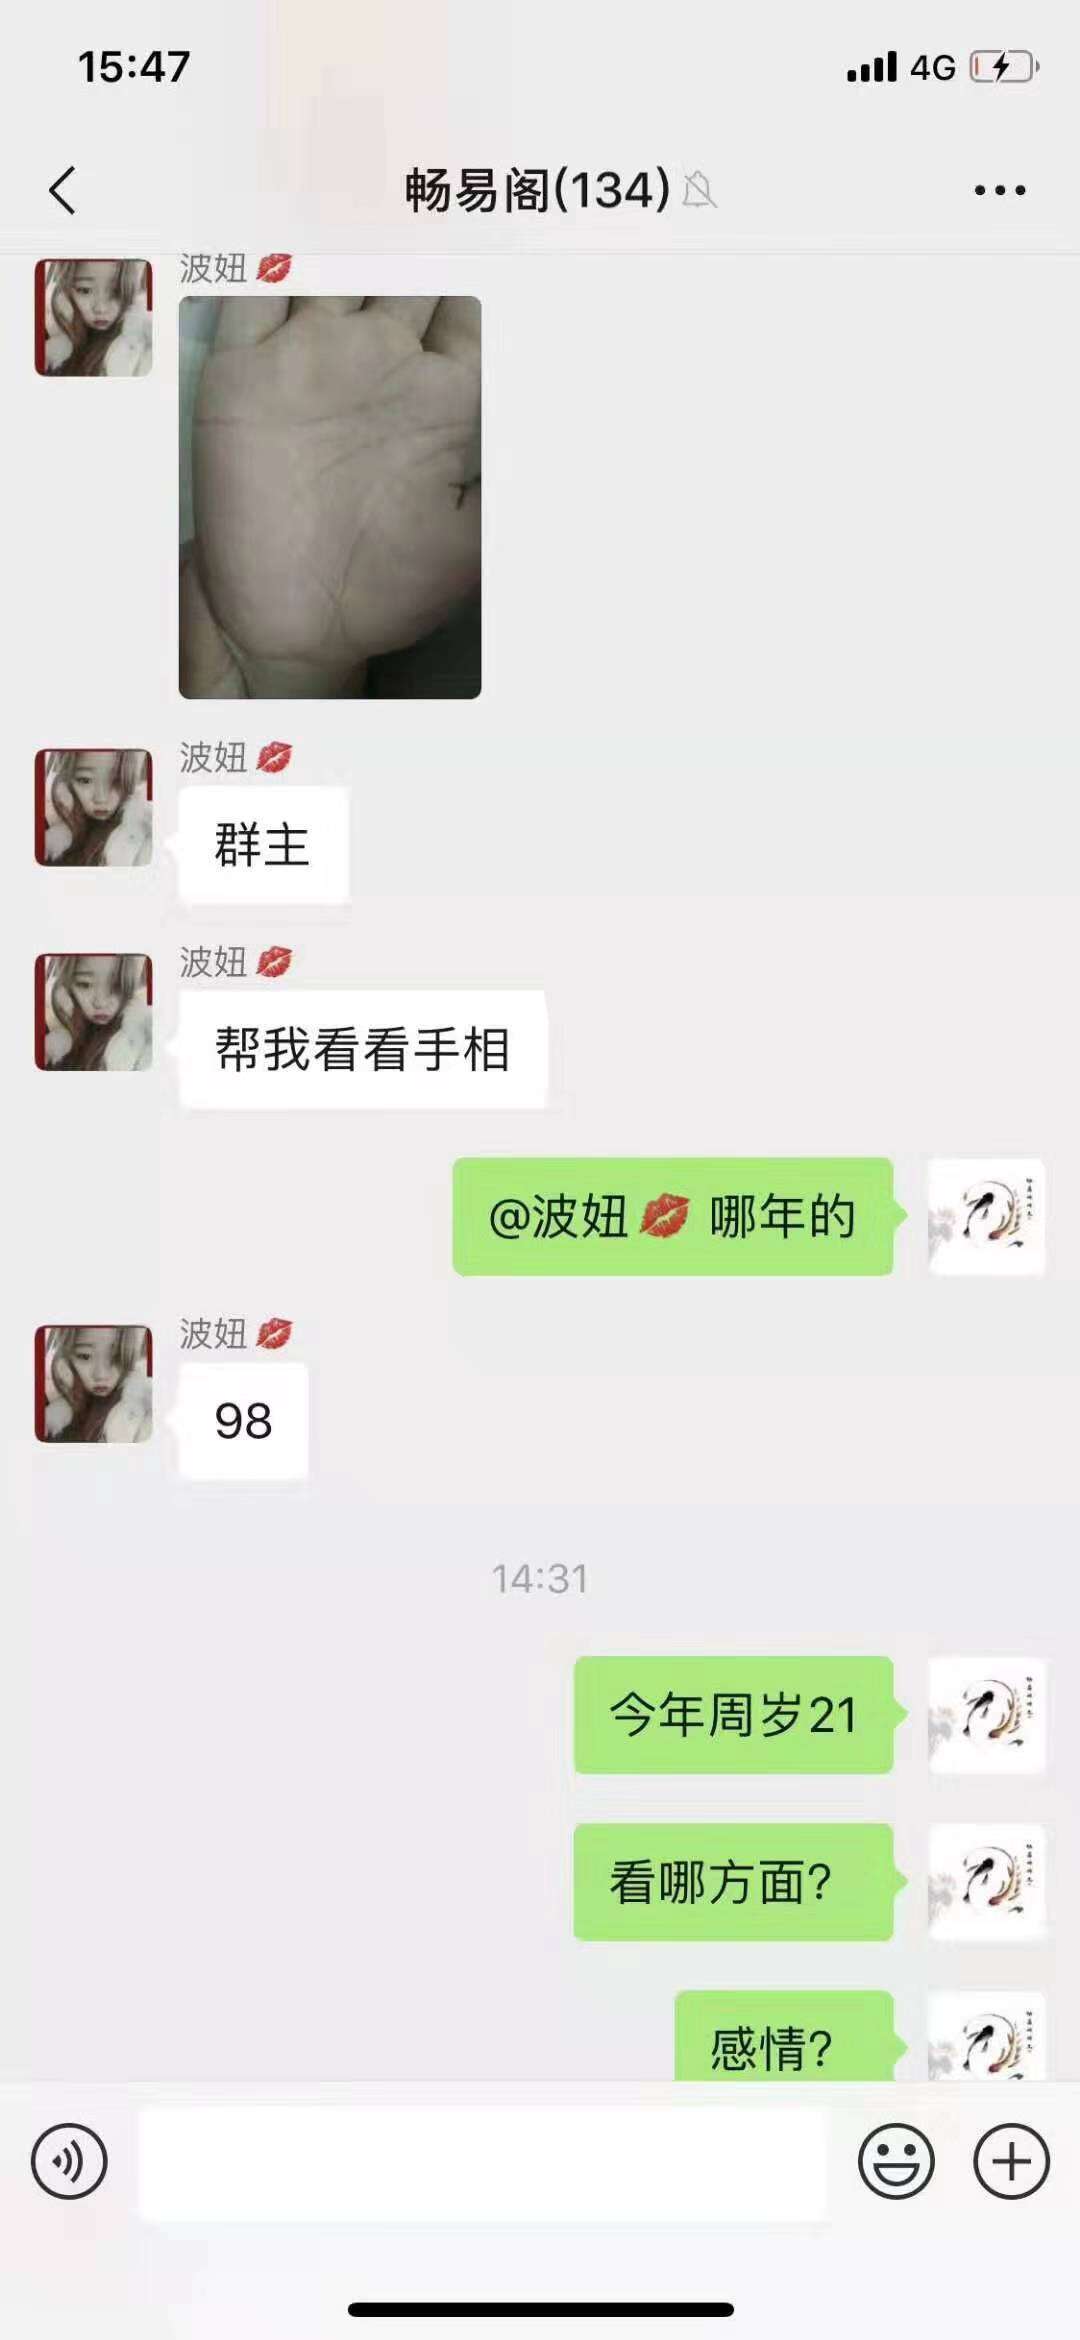 15:47
4G
畅易阁(134)
波妞💋
波妞💋
群主
波妞💋
帮我看看手相
@波妞💋 哪年的
波妞💋
98
14:31
今年周岁21
看哪方面?
感情?